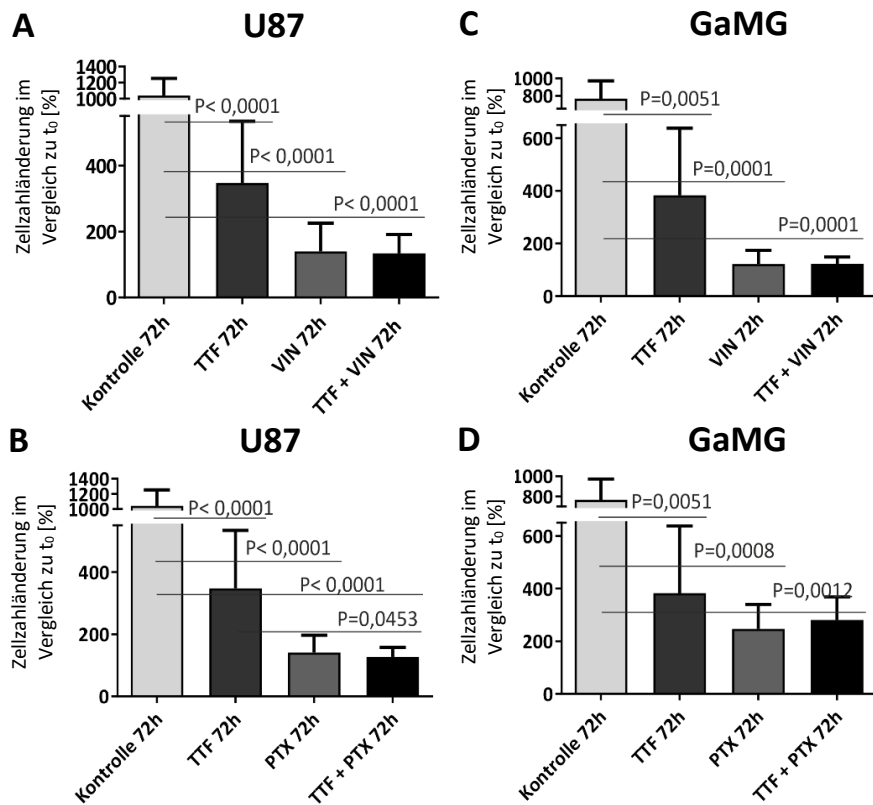 A
U87
Zellzahländerung im
Vergleich zu t₀ [%]
1400
1200
1000
400
200
0
P< 0,0001
P< 0,0001
P< 0,0001
Kontrolle 72h
TTF 72h
VIN 72h
TTF + VIN 72h
C
GaMG
Zellzahländerung im
Vergleich zu t₀ [%]
1000
800
600
400
200
0
P=0,0051
P=0,0001
P=0,0001
Kontrolle 72h
TTF 72h
VIN 72h
TTF + VIN 72h
B
U87
Zellzahländerung im
Vergleich zu t₀ [%]
1400
1200
1000
400
200
0
P< 0,0001
P< 0,0001
P< 0,0001
P=0,0453
Kontrolle 72h
TTF 72h
PTX 72h
TTF + PTX 72h
D
GaMG
Zellzahländerung im
Vergleich zu t₀ [%]
1000
800
600
400
200
0
P=0,0051
P=0,0008
P=0,0012
Kontrolle 72h
TTF 72h
PTX 72h
TTF + PTX 72h